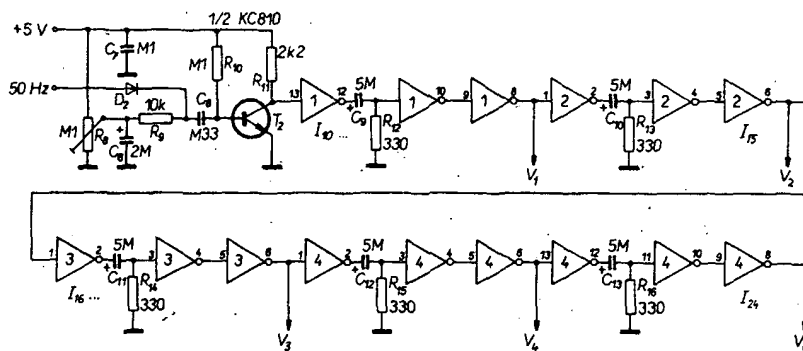 1/2 KC810
+5 V
C7 M1
M1 R10
2k2 R11
50 Hz
D2
10k R9
C8 M33
T2
M1 R8
C6 2M
13 1 12
I10 ...
5M + C9
R12 330
1 10
9 1 8
V1
1 2 2
5M + C10
R13 330
3 2 4
5 2 6
I15
V2
1 3 2
I16 ...
5M + C11
R14 330
3 3 4
5 3 6
V3
1 4 2
5M + C12
R15 330
3 4 4
5 4 6
V4
13 4 12
5M + C13
R16 330
11 4 10
9 4 8
I24